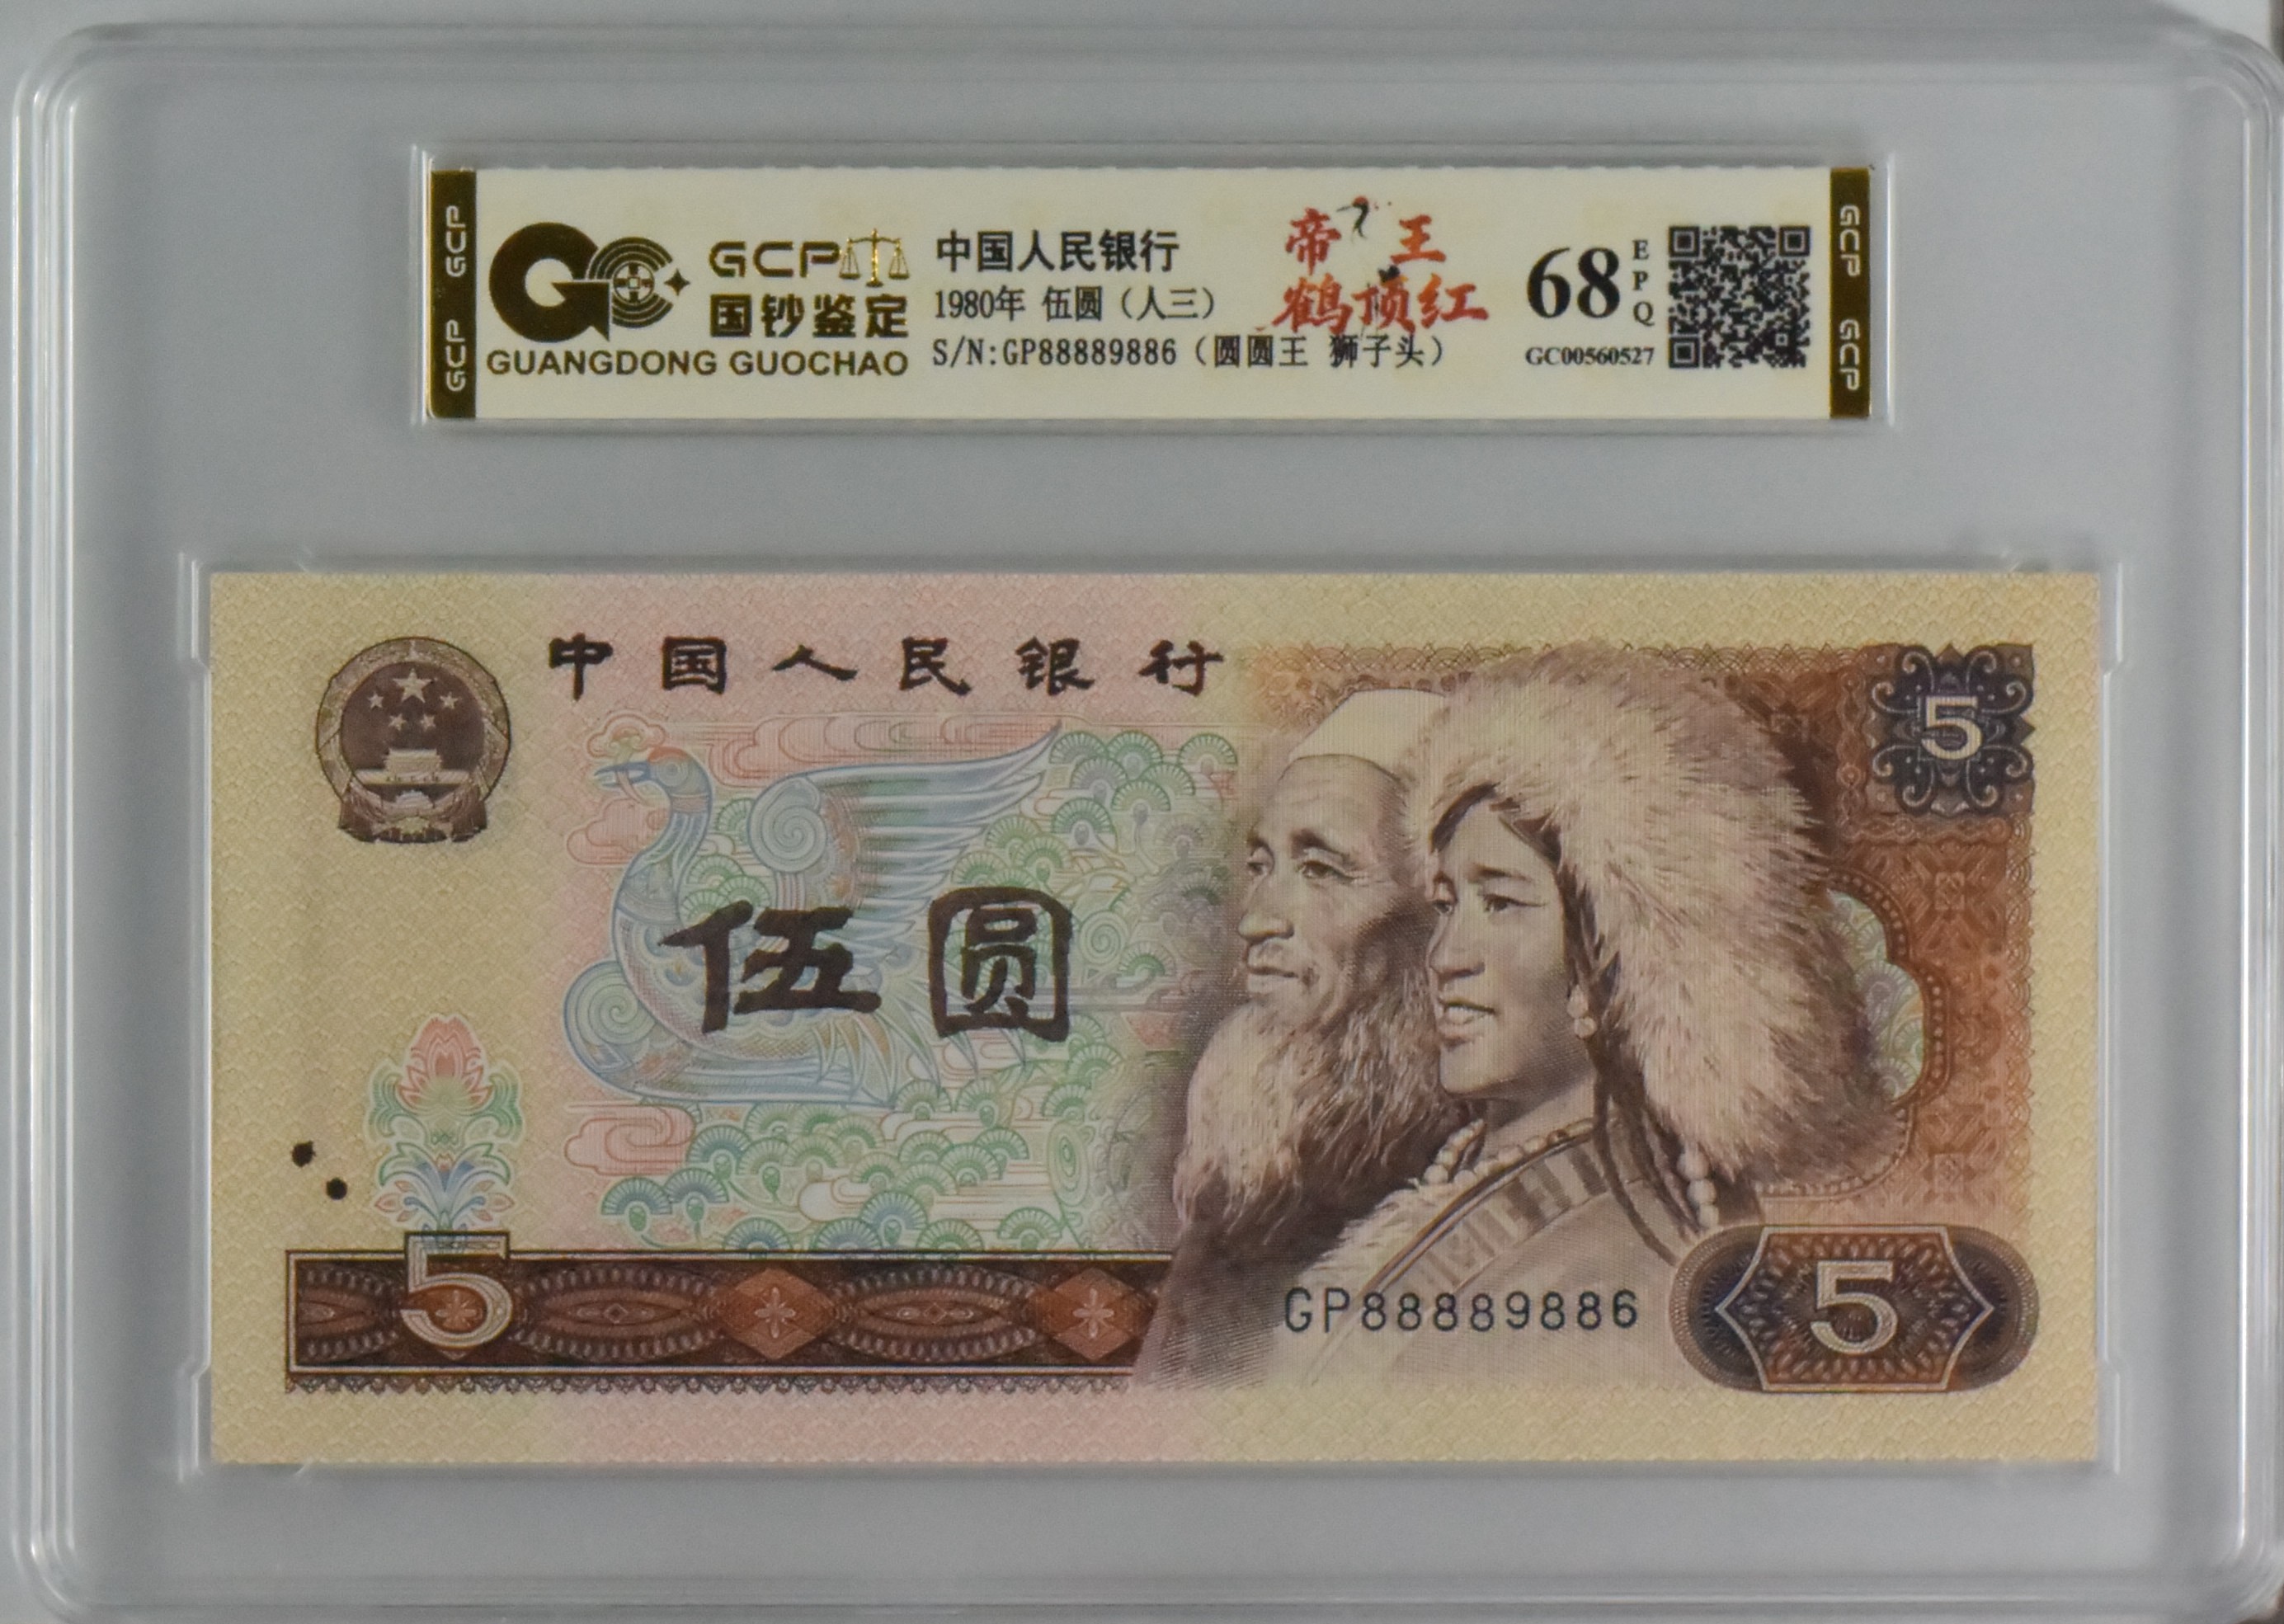 GCP GCP
GCP
国钞鉴定
GUANGDONG GUOCHAO
中国人民银行
1980年 伍圆（人三）
S/N:GP88889886（圆圆王 狮子头）
帝王
鹤顶红
68 EPQ
GC00560527
GCP GCP
中国人民银行
5
伍圆
5
GP88889886
5